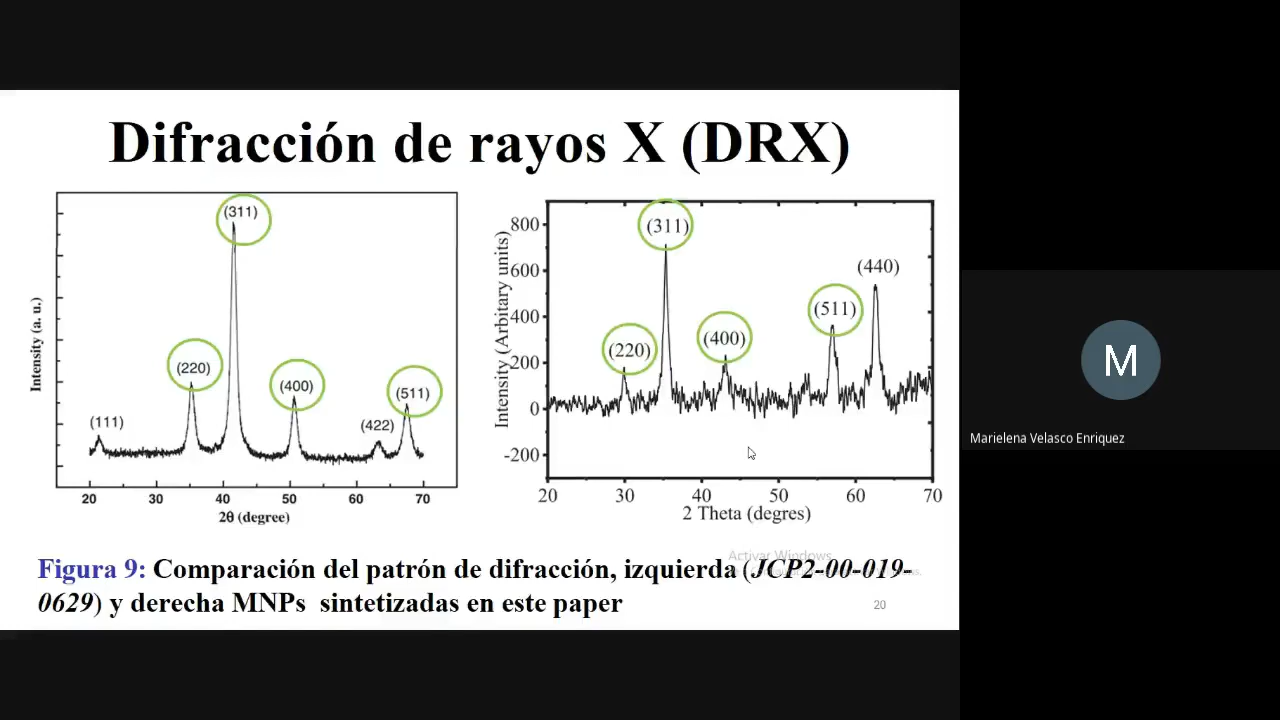 Difracción de rayos X (DRX)
(311)
(220)
(400)
(511)
(111)
(422)
Intensity (a. u.)
20 30 40 50 60 70
2θ (degree)
(311)
(440)
(511)
(400)
(220)
800
600
400
200
0
-200
Intensity (Arbitary units)
20 30 40 50 60 70
2 Theta (degres)
Activar Windows
Figura 9: Comparación del patrón de difracción, izquierda (JCP2-00-019-
0629) y derecha MNPs sintetizadas en este paper
20
M
Marielena Velasco Enriquez